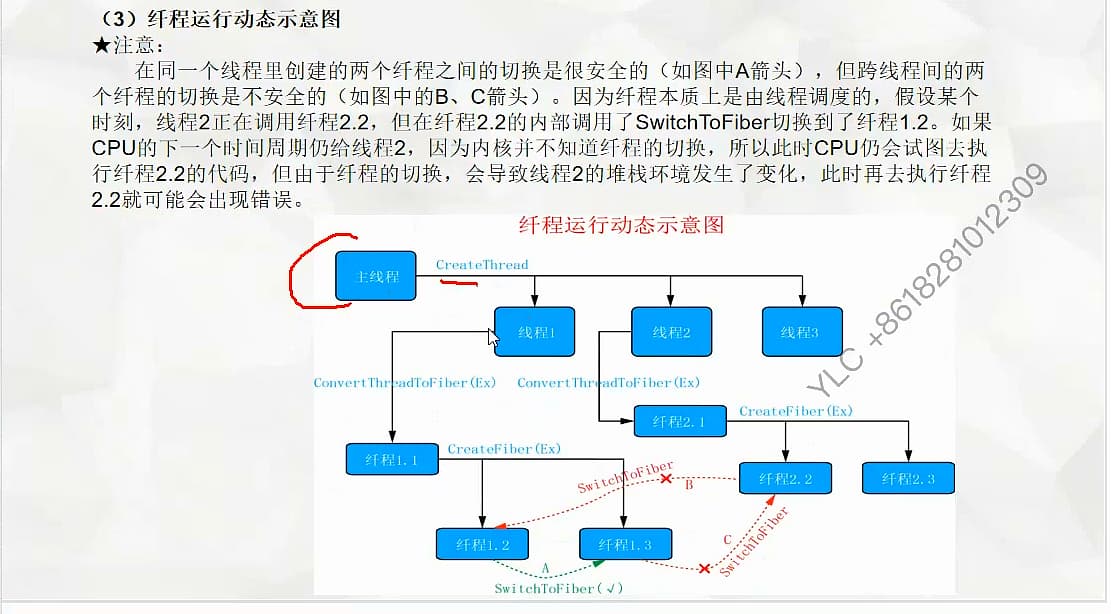 （3）纤程运行动态示意图
★注意：
在同一个线程里创建的两个纤程之间的切换是很安全的（如图中A箭头），但跨线程间的两
个纤程的切换是不安全的（如图中的B、C箭头）。因为纤程本质上是由线程调度的，假设某个
时刻，线程2正在调用纤程2.2，但在纤程2.2的内部调用了SwitchToFiber切换到了纤程1.2。如果
CPU的下一个时间周期仍给线程2，因为内核并不知道纤程的切换，所以此时CPU仍会试图去执
行纤程2.2的代码，但由于纤程的切换，会导致线程2的堆栈环境发生了变化，此时再去执行纤程
2.2就可能会出现错误。
纤程运行动态示意图
主线程
CreateThread
线程1
线程2
线程3
ConvertThreadToFiber(Ex)
ConvertThreadToFiber(Ex)
纤程2.1
CreateFiber(Ex)
纤程1.1
CreateFiber(Ex)
SwitchToFiber
B
纤程2.2
纤程2.3
纤程1.2
纤程1.3
C
SwitchToFiber
A
SwitchToFiber(√)
YLC +8618281012309